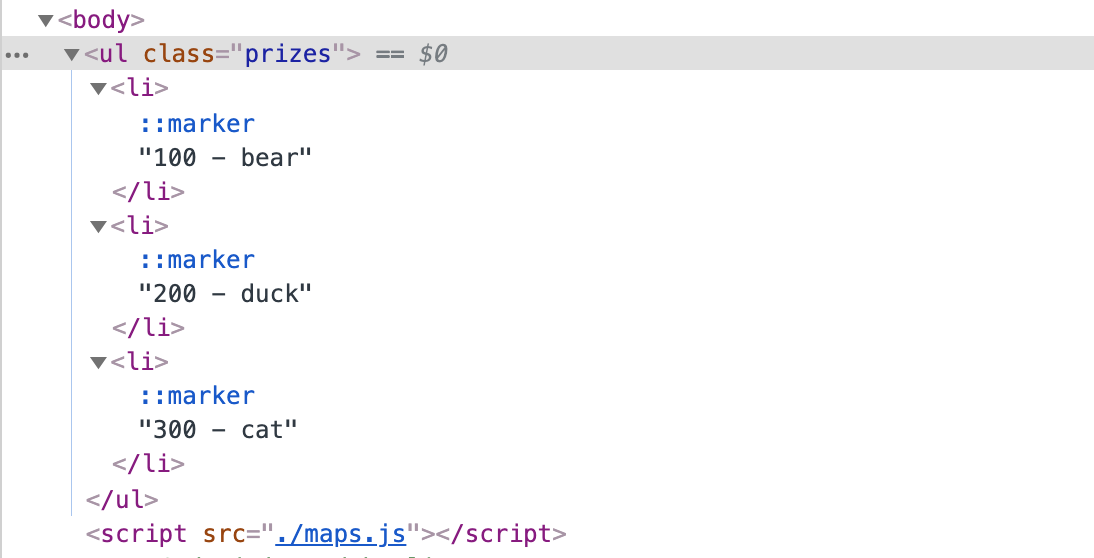 ▼<body>
••• ▼<ul class="prizes"> == $0
▼<li>
::marker
"100 – bear"
</li>
▼<li>
::marker
"200 – duck"
</li>
▼<li>
::marker
"300 – cat"
</li>
</ul>
<script src="./maps.js"></script>